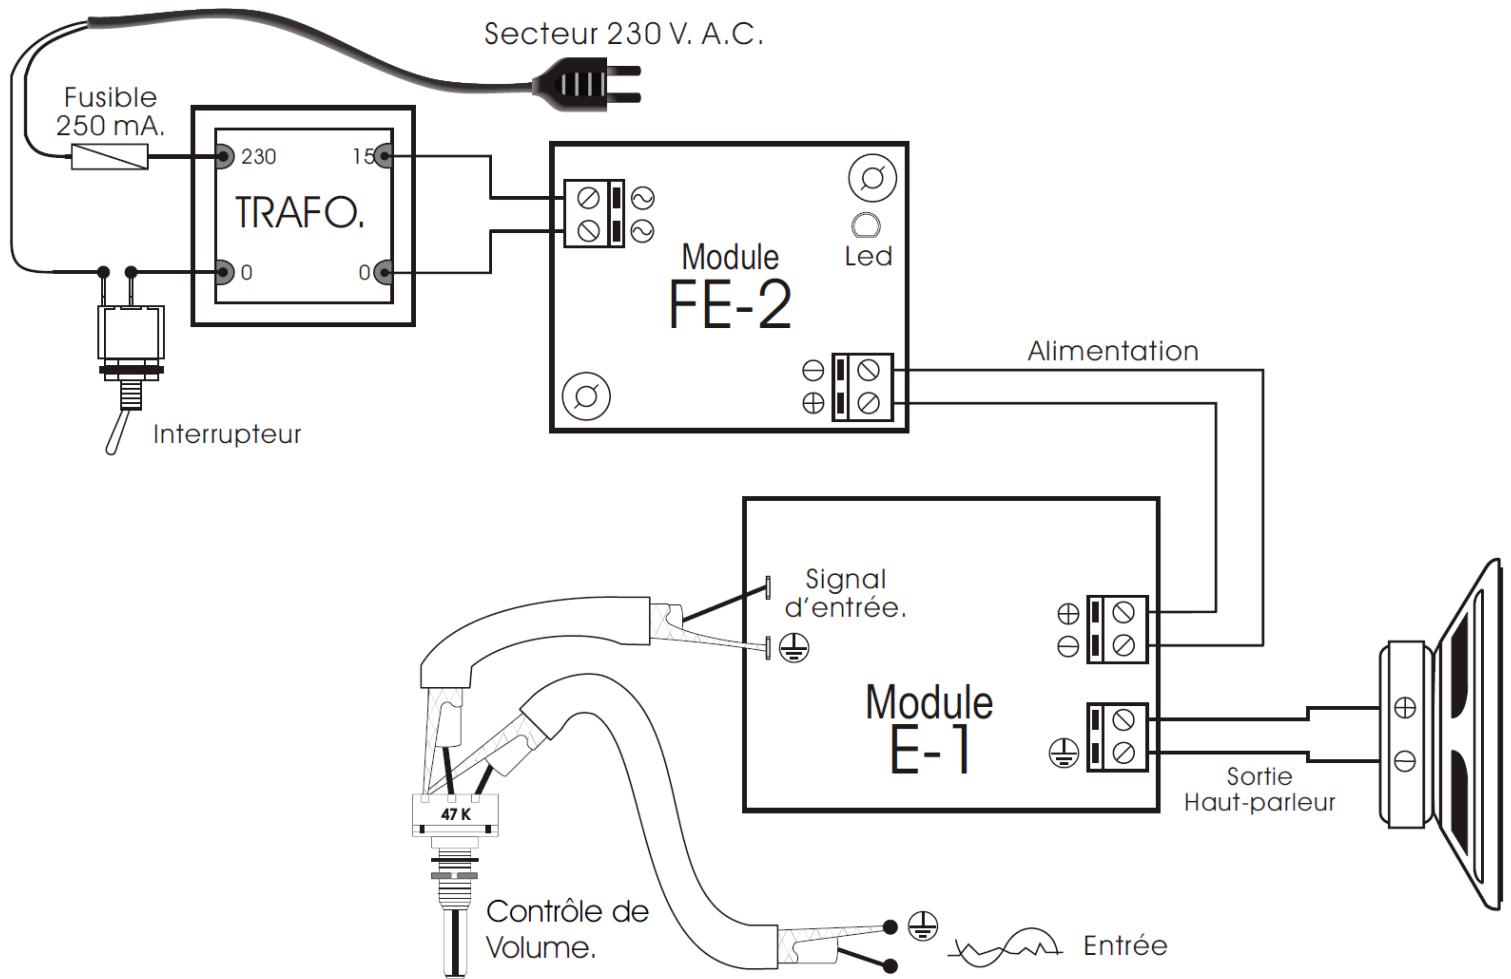 Secteur 230 V. A.C.
Fusible
250 mA.
230
15
TRAFO.
0
0
Interrupteur
Module
FE-2
Led
Alimentation
Signal
d'entrée.
Module
E-1
Sortie
Haut-parleur
47 K
Contrôle de
Volume.
Entrée